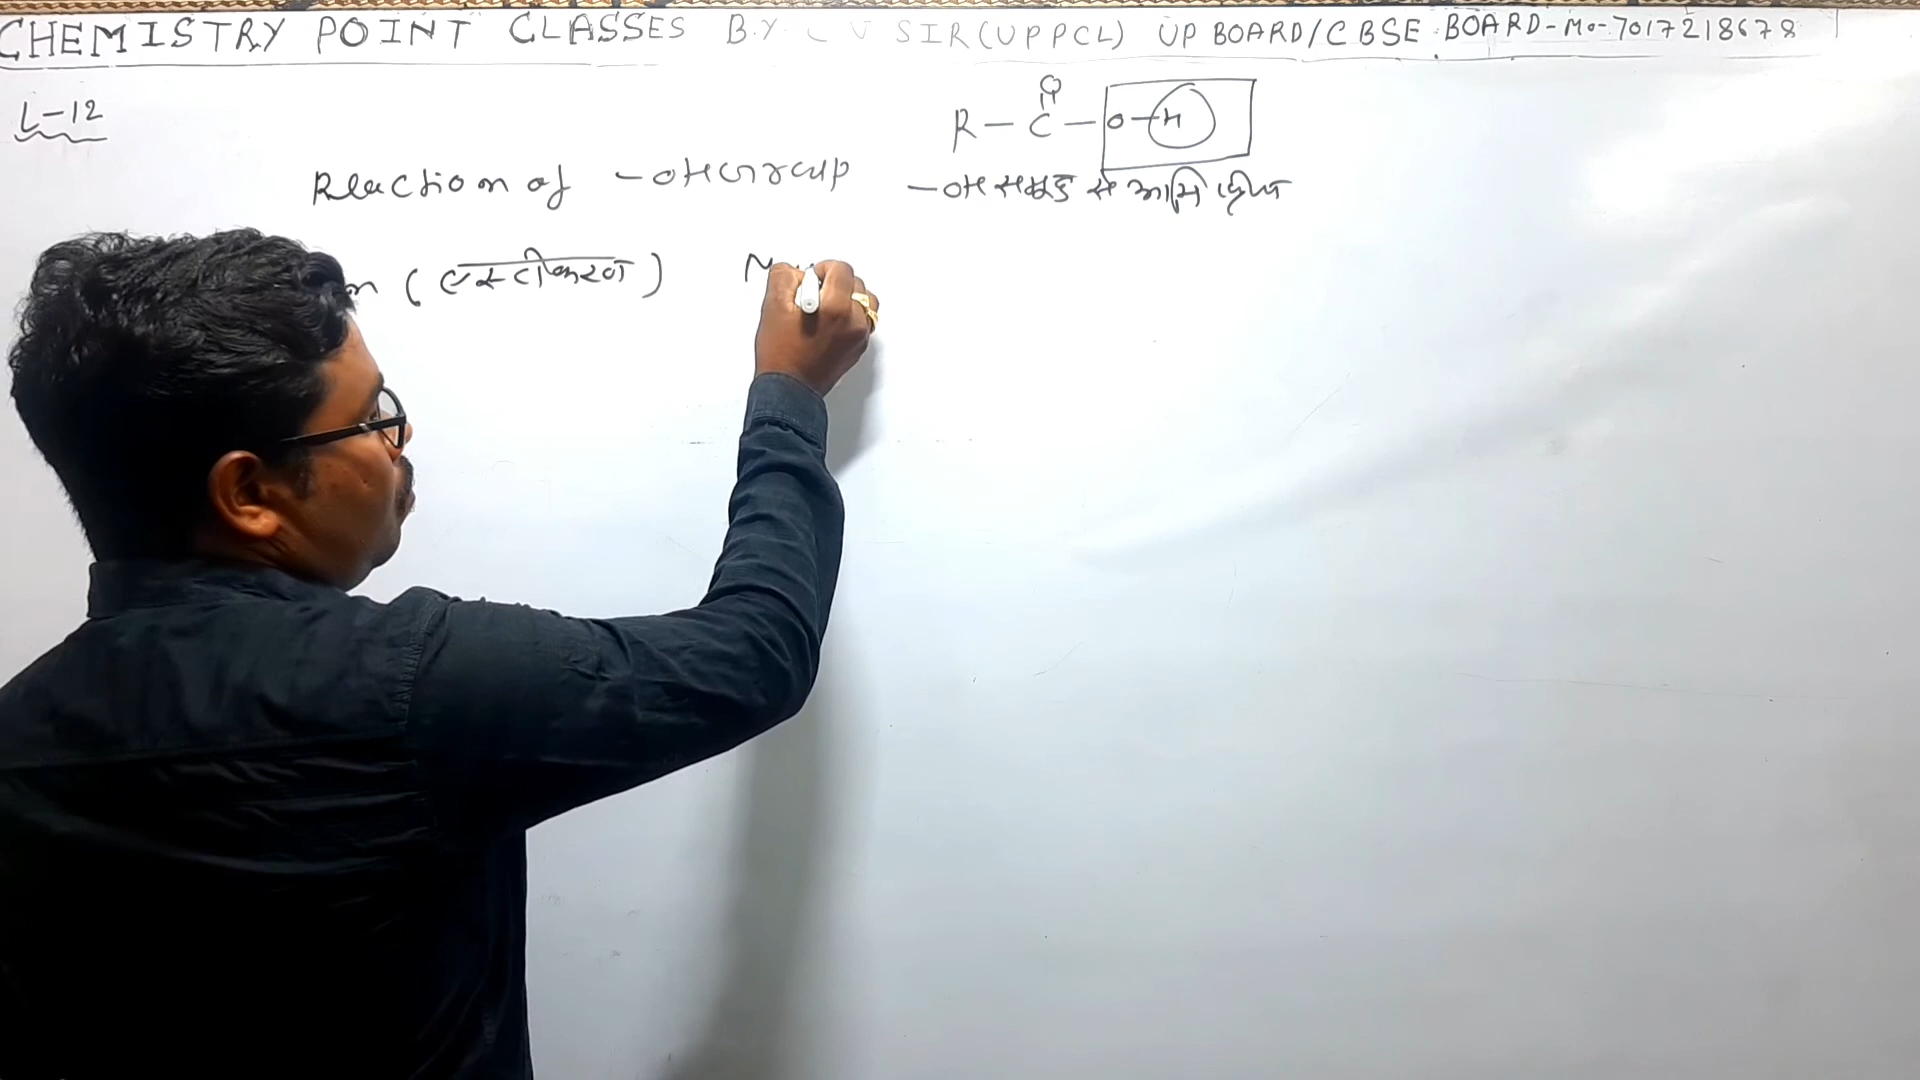 CHEMISTRY POINT CLASSES BY SIR (UPPCL) UP BOARD/CBSE BOARD-MO-7017218678
L-12
O
R-C-O-H
Reaction of -OH group -OH समूह से अभिक्रिया
(एस्टरीकरण)